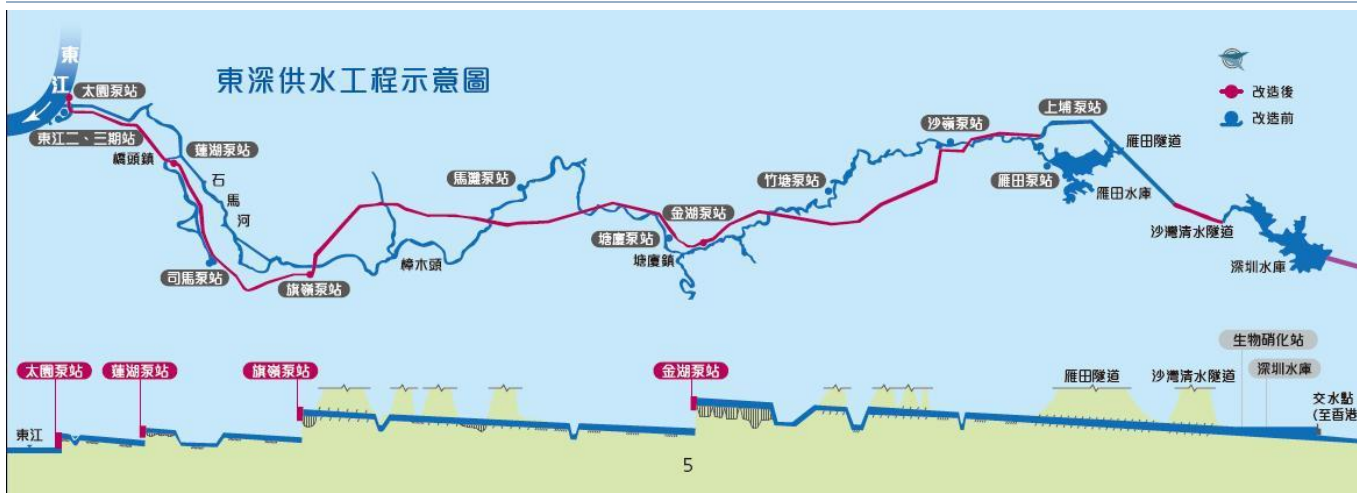 東江
東深供水工程示意圖
改造後
改造前
太園泵站
東江二、三期站
橋頭鎮
蓮湖泵站
石馬河
司馬泵站
旗嶺泵站
樟木頭
馬灘泵站
塘廈泵站
塘廈鎮
金湖泵站
竹塘泵站
沙嶺泵站
上埔泵站
雁田泵站
雁田隧道
雁田水庫
沙灣清水隧道
深圳水庫
太園泵站
蓮湖泵站
旗嶺泵站
金湖泵站
雁田隧道
沙灣清水隧道
生物硝化站
深圳水庫
交水點
(至香港
東江
5